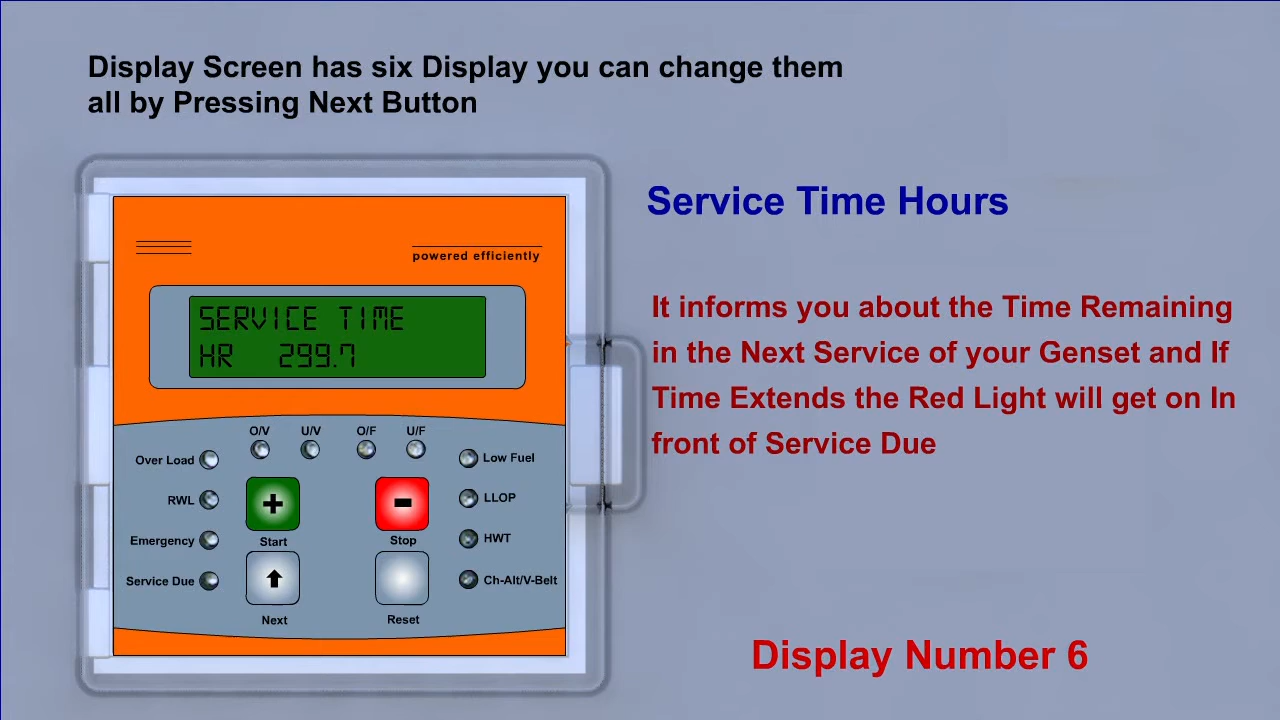 Display Screen has six Display you can change them
all by Pressing Next Button
Service Time Hours
It informs you about the Time Remaining
in the Next Service of your Genset and If
Time Extends the Red Light will get on In
front of Service Due
powered efficiently
SERVICE TIME
HR 299.7
O/V U/V O/F U/F
Over Load
Low Fuel
RWL
LLOP
Start
Stop
Emergency
HWT
Service Due
Ch-Alt/V-Belt
Next
Reset
Display Number 6